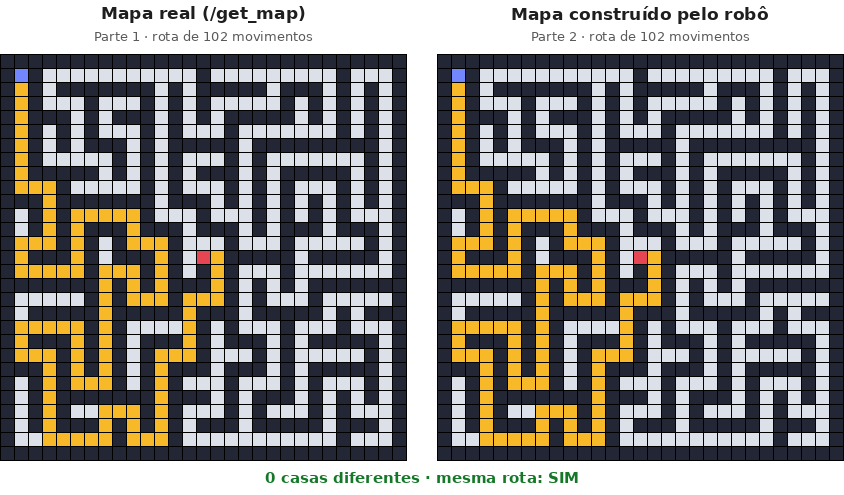 Mapa real (/get_map)
Parte 1 · rota de 102 movimentos
Mapa construído pelo robô
Parte 2 · rota de 102 movimentos
0 casas diferentes · mesma rota: SIM